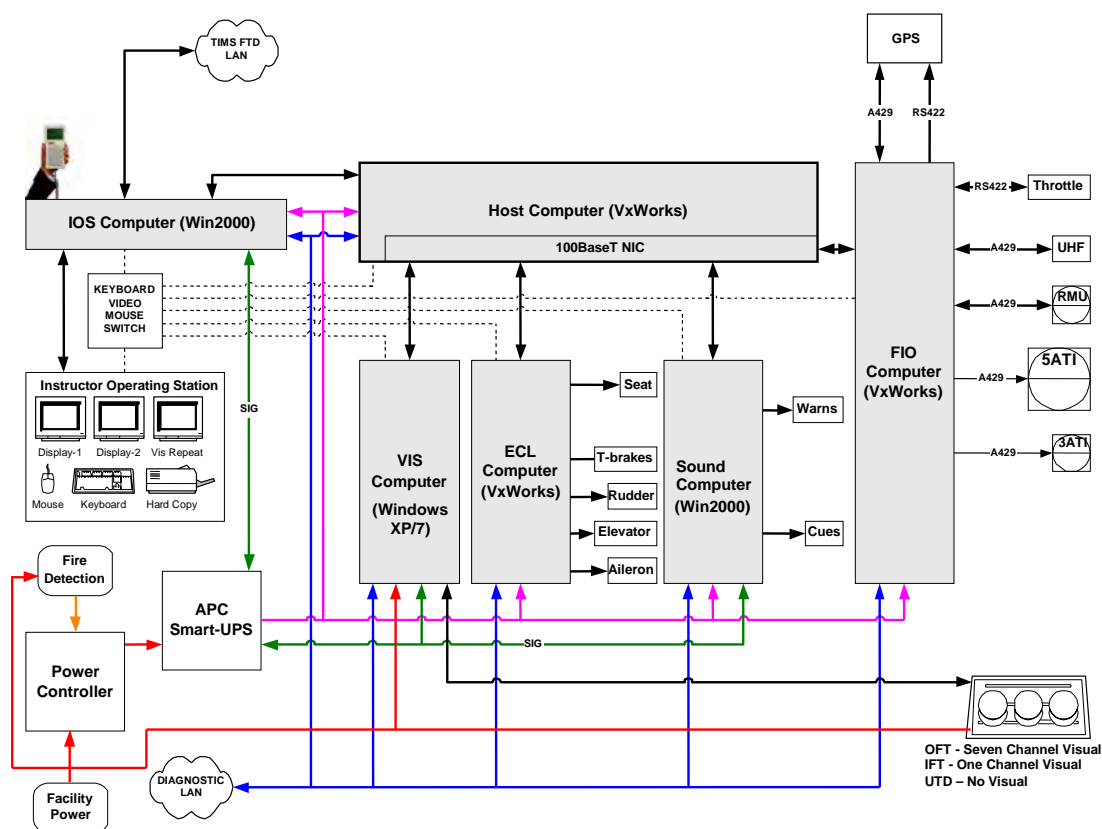 TIMS FTD
LAN
GPS
A429
RS422
IOS Computer (Win2000)
Host Computer (VxWorks)
100BaseT NIC
RS422
Throttle
A429
UHF
A429
RMU
A429
5ATI
A429
3ATI
FIO
Computer
(VxWorks)
KEYBOARD
VIDEO
MOUSE
SWITCH
Instructor Operating Station
Display-1
Display-2
Vis Repeat
Mouse
Keyboard
Hard Copy
SIG
VIS
Computer
(Windows
XP/7)
ECL
Computer
(VxWorks)
Seat
T-brakes
Rudder
Elevator
Aileron
Sound
Computer
(Win2000)
Warns
Cues
Fire
Detection
APC
Smart-UPS
SIG
Power
Controller
Facility
Power
DIAGNOSTIC
LAN
OFT - Seven Channel Visual
IFT - One Channel Visual
UTD – No Visual